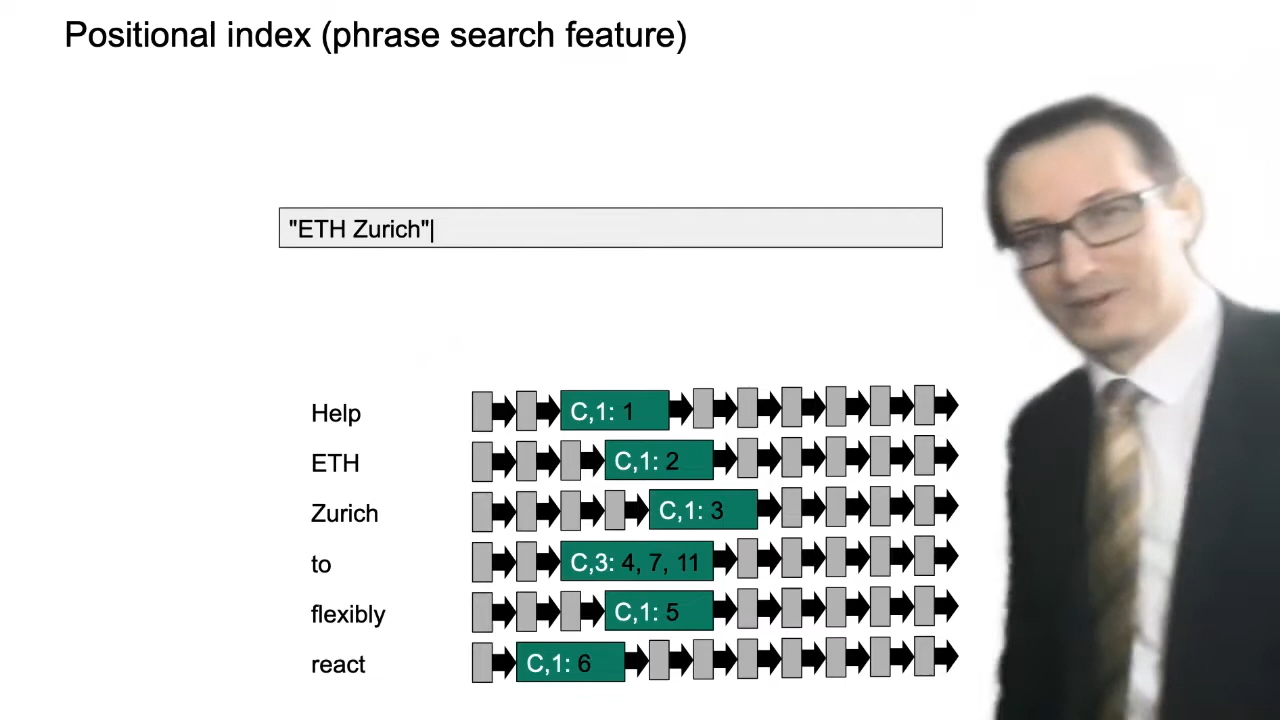 Positional index (phrase search feature)
"ETH Zurich"|
Help C,1: 1
ETH C,1: 2
Zurich C,1: 3
to C,3: 4, 7, 11
flexibly C,1: 5
react C,1: 6